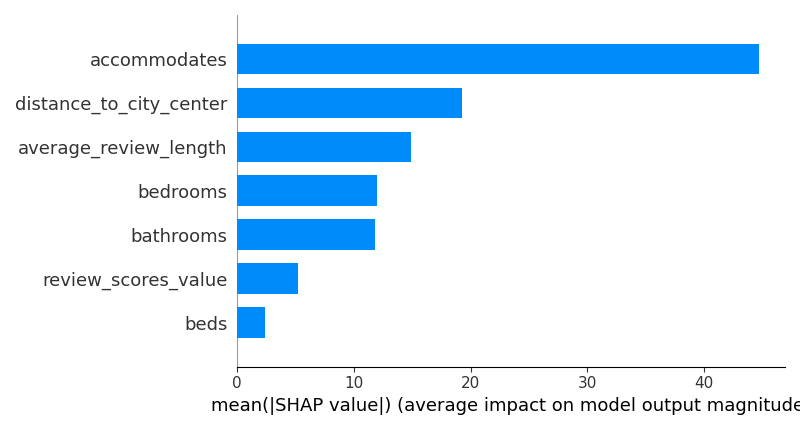 accommodates
distance_to_city_center
average_review_length
bedrooms
bathrooms
review_scores_value
beds
0 10 20 30 40
mean(|SHAP value|) (average impact on model output magnitude